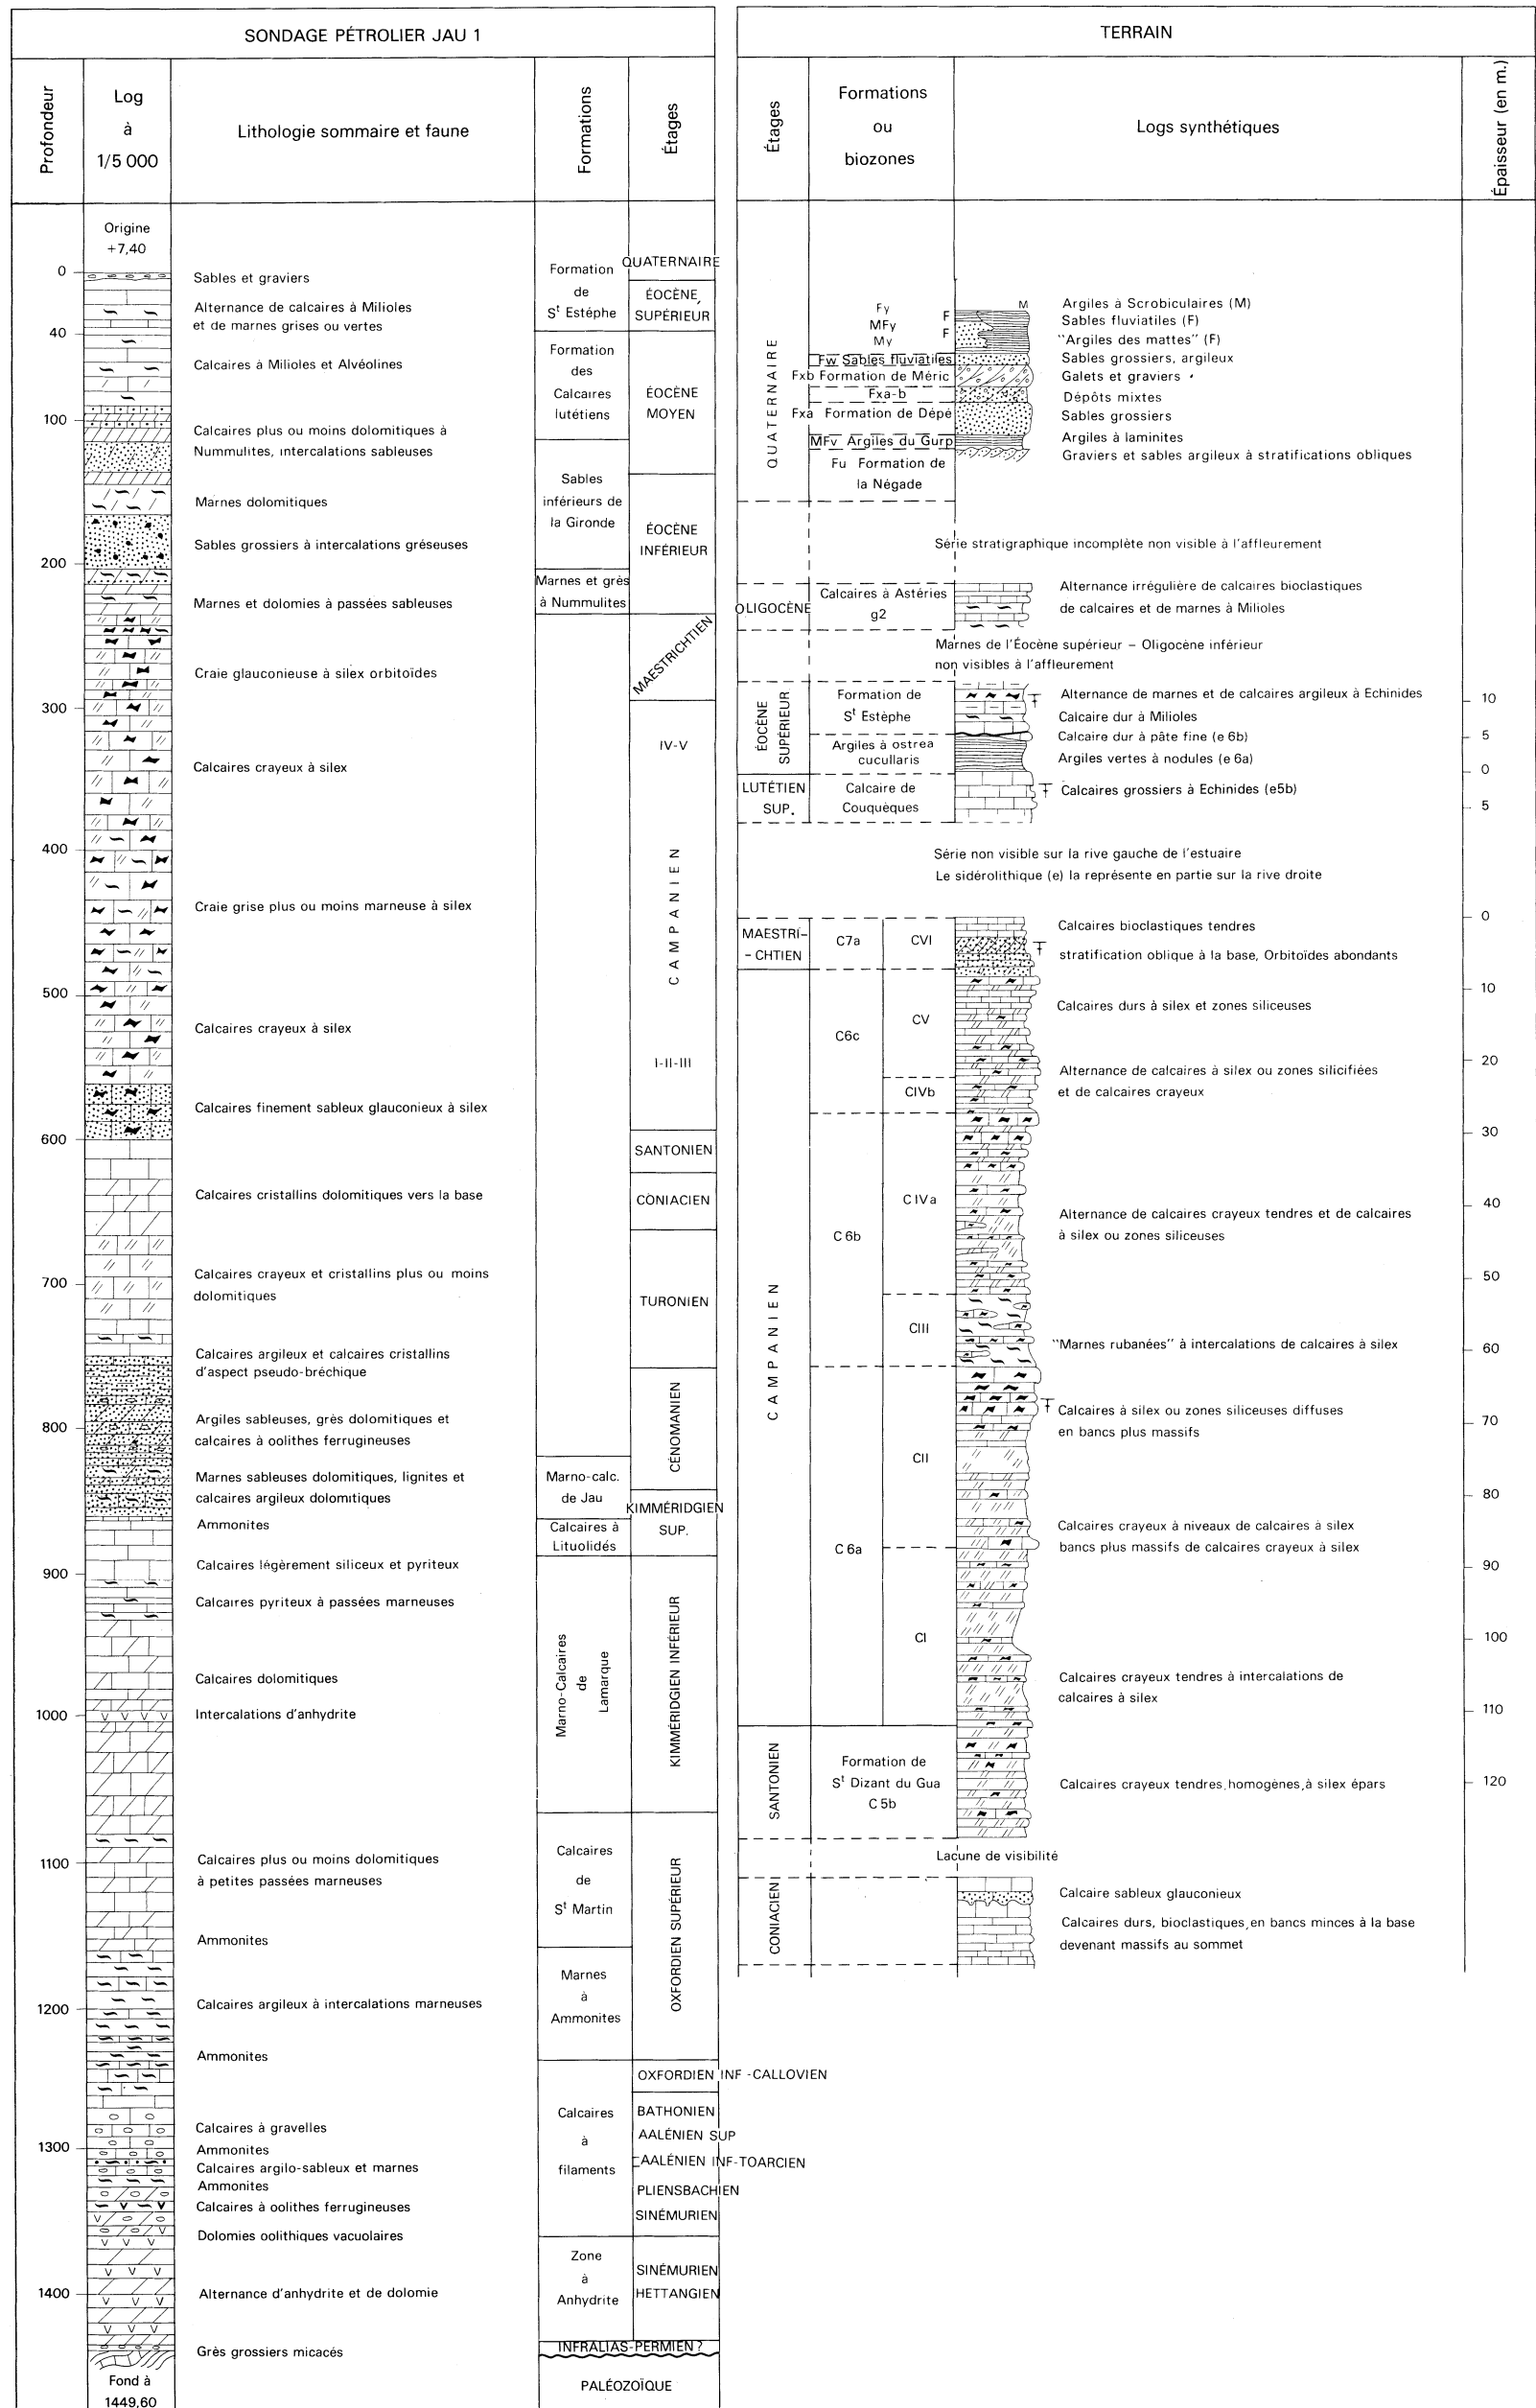 SONDAGE PÉTROLIER JAU 1
Profondeur
Log
à
1/5 000
Lithologie sommaire et faune
Formations
Étages
Origine
+7,40
0
40
100
200
300
400
500
600
700
800
900
1000
1100
1200
1300
1400
Fond à
1449,60
Sables et graviers
Alternance de calcaires à Milioles
et de marnes grises ou vertes
Calcaires à Milioles et Alvéolines
Calcaires plus ou moins dolomitiques à
Nummulites, intercalations sableuses
Marnes dolomitiques
Sables grossiers à intercalations gréseuses
Marnes et dolomies à passées sableuses
Craie glauconieuse à silex orbitoïdes
Calcaires crayeux à silex
Craie grise plus ou moins marneuse à silex
Calcaires crayeux à silex
Calcaires finement sableux glauconieux à silex
Calcaires cristallins dolomitiques vers la base
Calcaires crayeux et cristallins plus ou moins
dolomitiques
Calcaires argileux et calcaires cristallins
d'aspect pseudo-bréchique
Argiles sableuses, grès dolomitiques et
calcaires à oolithes ferrugineuses
Marnes sableuses dolomitiques, lignites et
calcaires argileux dolomitiques
Ammonites
Calcaires légèrement siliceux et pyriteux
Calcaires pyriteux à passées marneuses
Calcaires dolomitiques
Intercalations d'anhydrite
Calcaires plus ou moins dolomitiques
à petites passées marneuses
Ammonites
Calcaires argileux à intercalations marneuses
Ammonites
Calcaires à gravelles
Ammonites
Calcaires argilo-sableux et marnes
Ammonites
Calcaires à oolithes ferrugineuses
Dolomies oolithiques vacuolaires
Alternance d'anhydrite et de dolomie
Grès grossiers micacés
Formation
de
St Estéphe
Formation
des
Calcaires
lutétiens
Sables
inférieurs de
la Gironde
Marnes et grès
à Nummulites
Marno-calc.
de Jau
Calcaires à
Lituolidés
Marno-Calcaires
de
Lamarque
Calcaires
de
St Martin
Marnes
à
Ammonites
Calcaires
à
filaments
Zone
à
Anhydrite
QUATERNAIRE
ÉOCÈNE
SUPÉRIEUR
ÉOCÈNE
MOYEN
ÉOCÈNE
INFÉRIEUR
MAESTRICHTIEN
IV-V
CAMPANIEN
I-II-III
SANTONIEN
CONIACIEN
TURONIEN
CÉNOMANIEN
KIMMÉRIDGIEN
SUP.
KIMMÉRIDGIEN INFÉRIEUR
OXFORDIEN SUPÉRIEUR
OXFORDIEN INF -CALLOVIEN
BATHONIEN
AALÉNIEN SUP
AALÉNIEN INF-TOARCIEN
PLIENSBACHIEN
SINÉMURIEN
SINÉMURIEN
HETTANGIEN
INFRALIAS-PERMIEN ?
PALÉOZOÏQUE
TERRAIN
Étages
Formations
ou
biozones
Logs synthétiques
Épaisseur (en m.)
QUATERNAIRE
Fy
MFy
My
F
F
M
Fw Sables fluviatiles
Fxb Formation de Méric
Fxa-b
Fxa Formation de Dépé
MFv Argiles du Gurp
Fu Formation de
la Négade
Argiles à Scrobiculaires (M)
Sables fluviatiles (F)
"Argiles des mattes" (F)
Sables grossiers, argileux
Galets et graviers
Dépôts mixtes
Sables grossiers
Argiles à laminites
Graviers et sables argileux à stratifications obliques
Série stratigraphique incomplète non visible à l'affleurement
OLIGOCÈNE
Calcaires à Astéries
g2
Alternance irrégulière de calcaires bioclastiques
de calcaires et de marnes à Milioles
Marnes de l'Éocène supérieur – Oligocène inférieur
non visibles à l'affleurement
ÉOCÈNE
SUPÉRIEUR
Formation de
St Estèphe
Argiles à ostrea
cucullaris
Alternance de marnes et de calcaires argileux à Echinides
Calcaire dur à Milioles
Calcaire dur à pâte fine (e 6b)
Argiles vertes à nodules (e 6a)
10
5
0
LUTÉTIEN
SUP.
Calcaire de
Couquèques
Calcaires grossiers à Echinides (e5b)
5
Série non visible sur la rive gauche de l'estuaire
Le sidérolithique (e) la représente en partie sur la rive droite
MAESTRI-
- CHTIEN
C7a
CVI
Calcaires bioclastiques tendres
stratification oblique à la base, Orbitoïdes abondants
0
10
20
30
40
50
60
70
80
90
100
110
120
CAMPANIEN
C6c
CV
CIVb
Calcaires durs à silex et zones siliceuses
Alternance de calcaires à silex ou zones silicifiées
et de calcaires crayeux
C 6b
C IVa
CIII
Alternance de calcaires crayeux tendres et de calcaires
à silex ou zones siliceuses
"Marnes rubanées" à intercalations de calcaires à silex
C 6a
CII
CI
Calcaires à silex ou zones siliceuses diffuses
en bancs plus massifs
Calcaires crayeux à niveaux de calcaires à silex
bancs plus massifs de calcaires crayeux à silex
Calcaires crayeux tendres à intercalations de
calcaires à silex
SANTONIEN
Formation de
St Dizant du Gua
C 5b
Calcaires crayeux tendres, homogènes, à silex épars
Lacune de visibilité
CONIACIEN
Calcaire sableux glauconieux
Calcaires durs, bioclastiques, en bancs minces à la base
devenant massifs au sommet